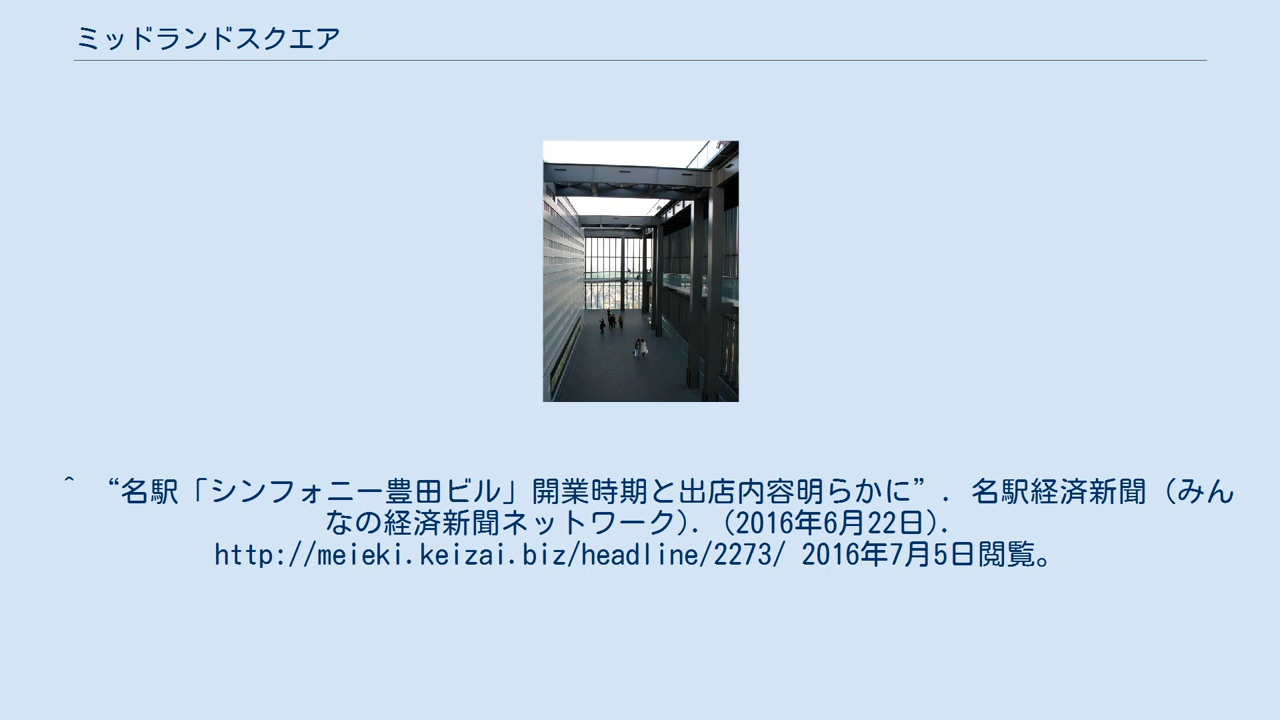 ミッドランドスクエア
^ “名駅「シンフォニー豊田ビル」開業時期と出店内容明らかに”. 名駅経済新聞 (みん
なの経済新聞ネットワーク). (2016年6月22日).
http://meieki.keizai.biz/headline/2273/ 2016年7月5日閲覧。